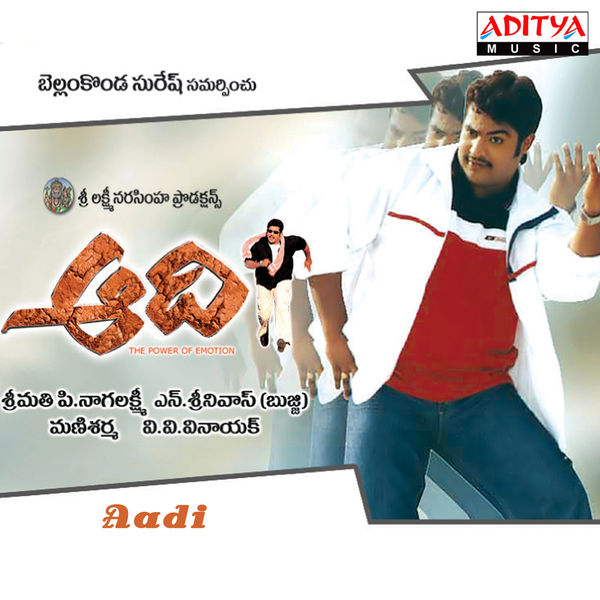 ADITYA
MUSIC
బెల్లంకొండ సురేష్ సమర్పించు
శ్రీ లక్ష్మీ నరసింహ ప్రొడక్షన్స్
ఆది
THE POWER OF EMOTION
శ్రీమతి పి.నాగలక్ష్మీ ఎన్.శ్రీనివాస్ (బుజ్జి)
మణిశర్మ వి.వి.వినాయక్
Aadi